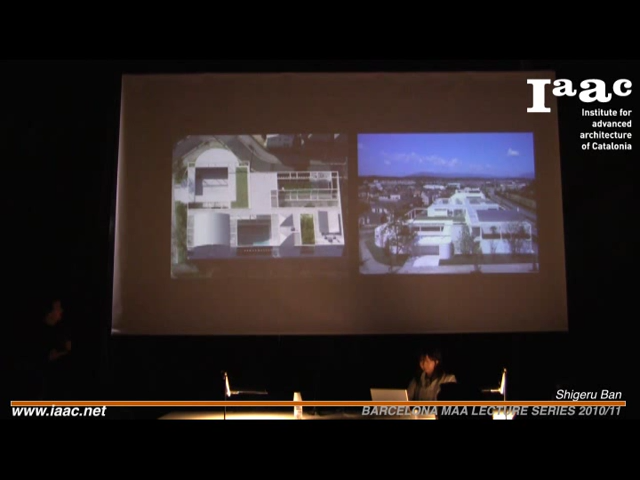 Iaac
Institute for
advanced
architecture
of Catalonia
Shigeru Ban
www.iaac.net
BARCELONA MAA LECTURE SERIES 2010/11